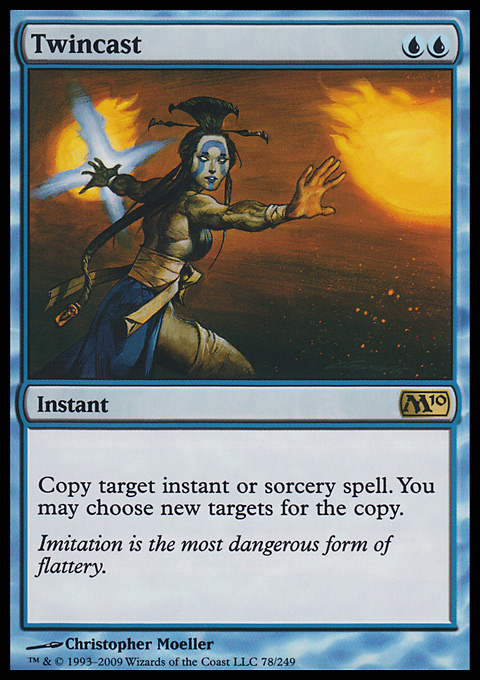 Twincast
Instant
M10
Copy target instant or sorcery spell. You
may choose new targets for the copy.
Imitation is the most dangerous form of
flattery.
Christopher Moeller
™ & © 1993–2009 Wizards of the Coast LLC 78/249